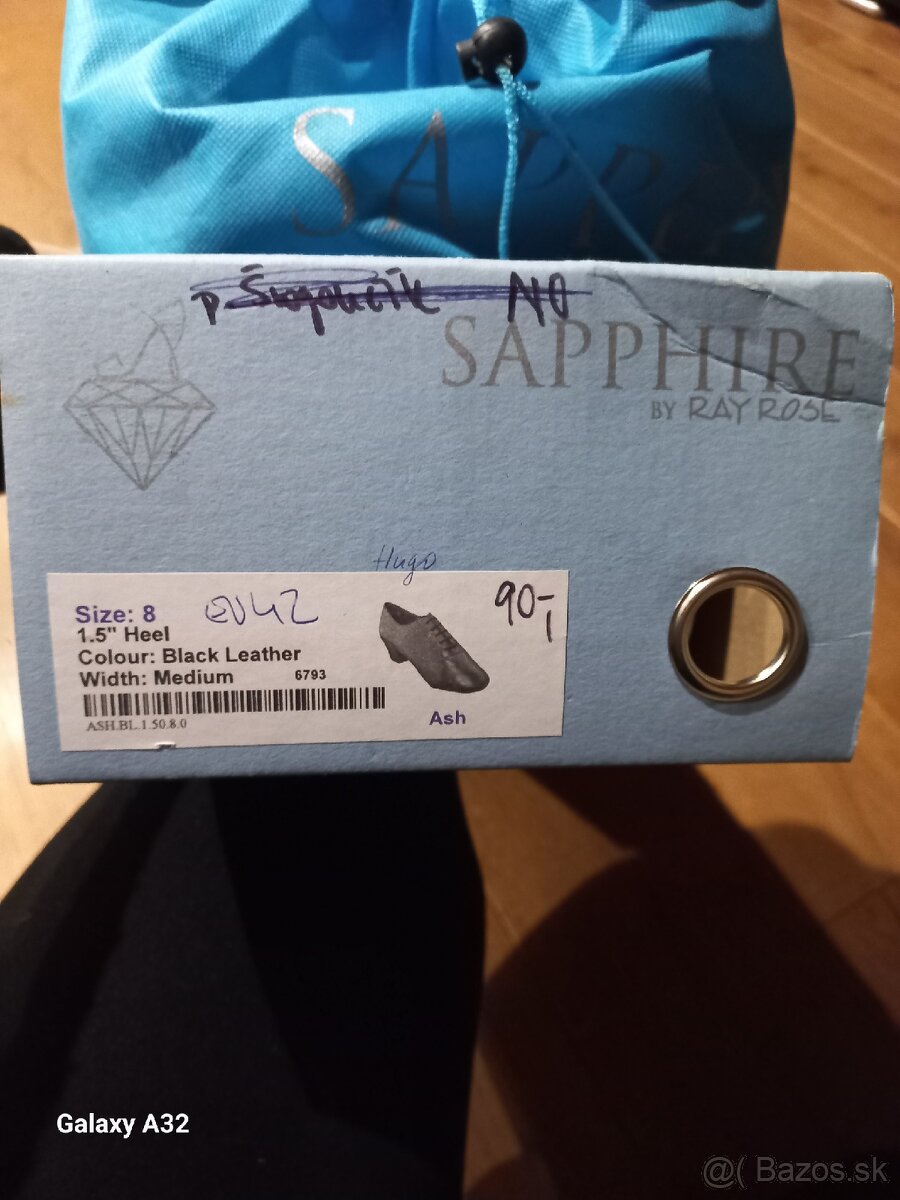 SAPP
NO
SAPPHIRE
BY RAY ROSE
Hugo
Size: 8 EU42
90,-
1.5" Heel
Colour: Black Leather
Width: Medium 6793
ASH.BL.1.50.8.0
Ash
Galaxy A32
@( Bazos.sk